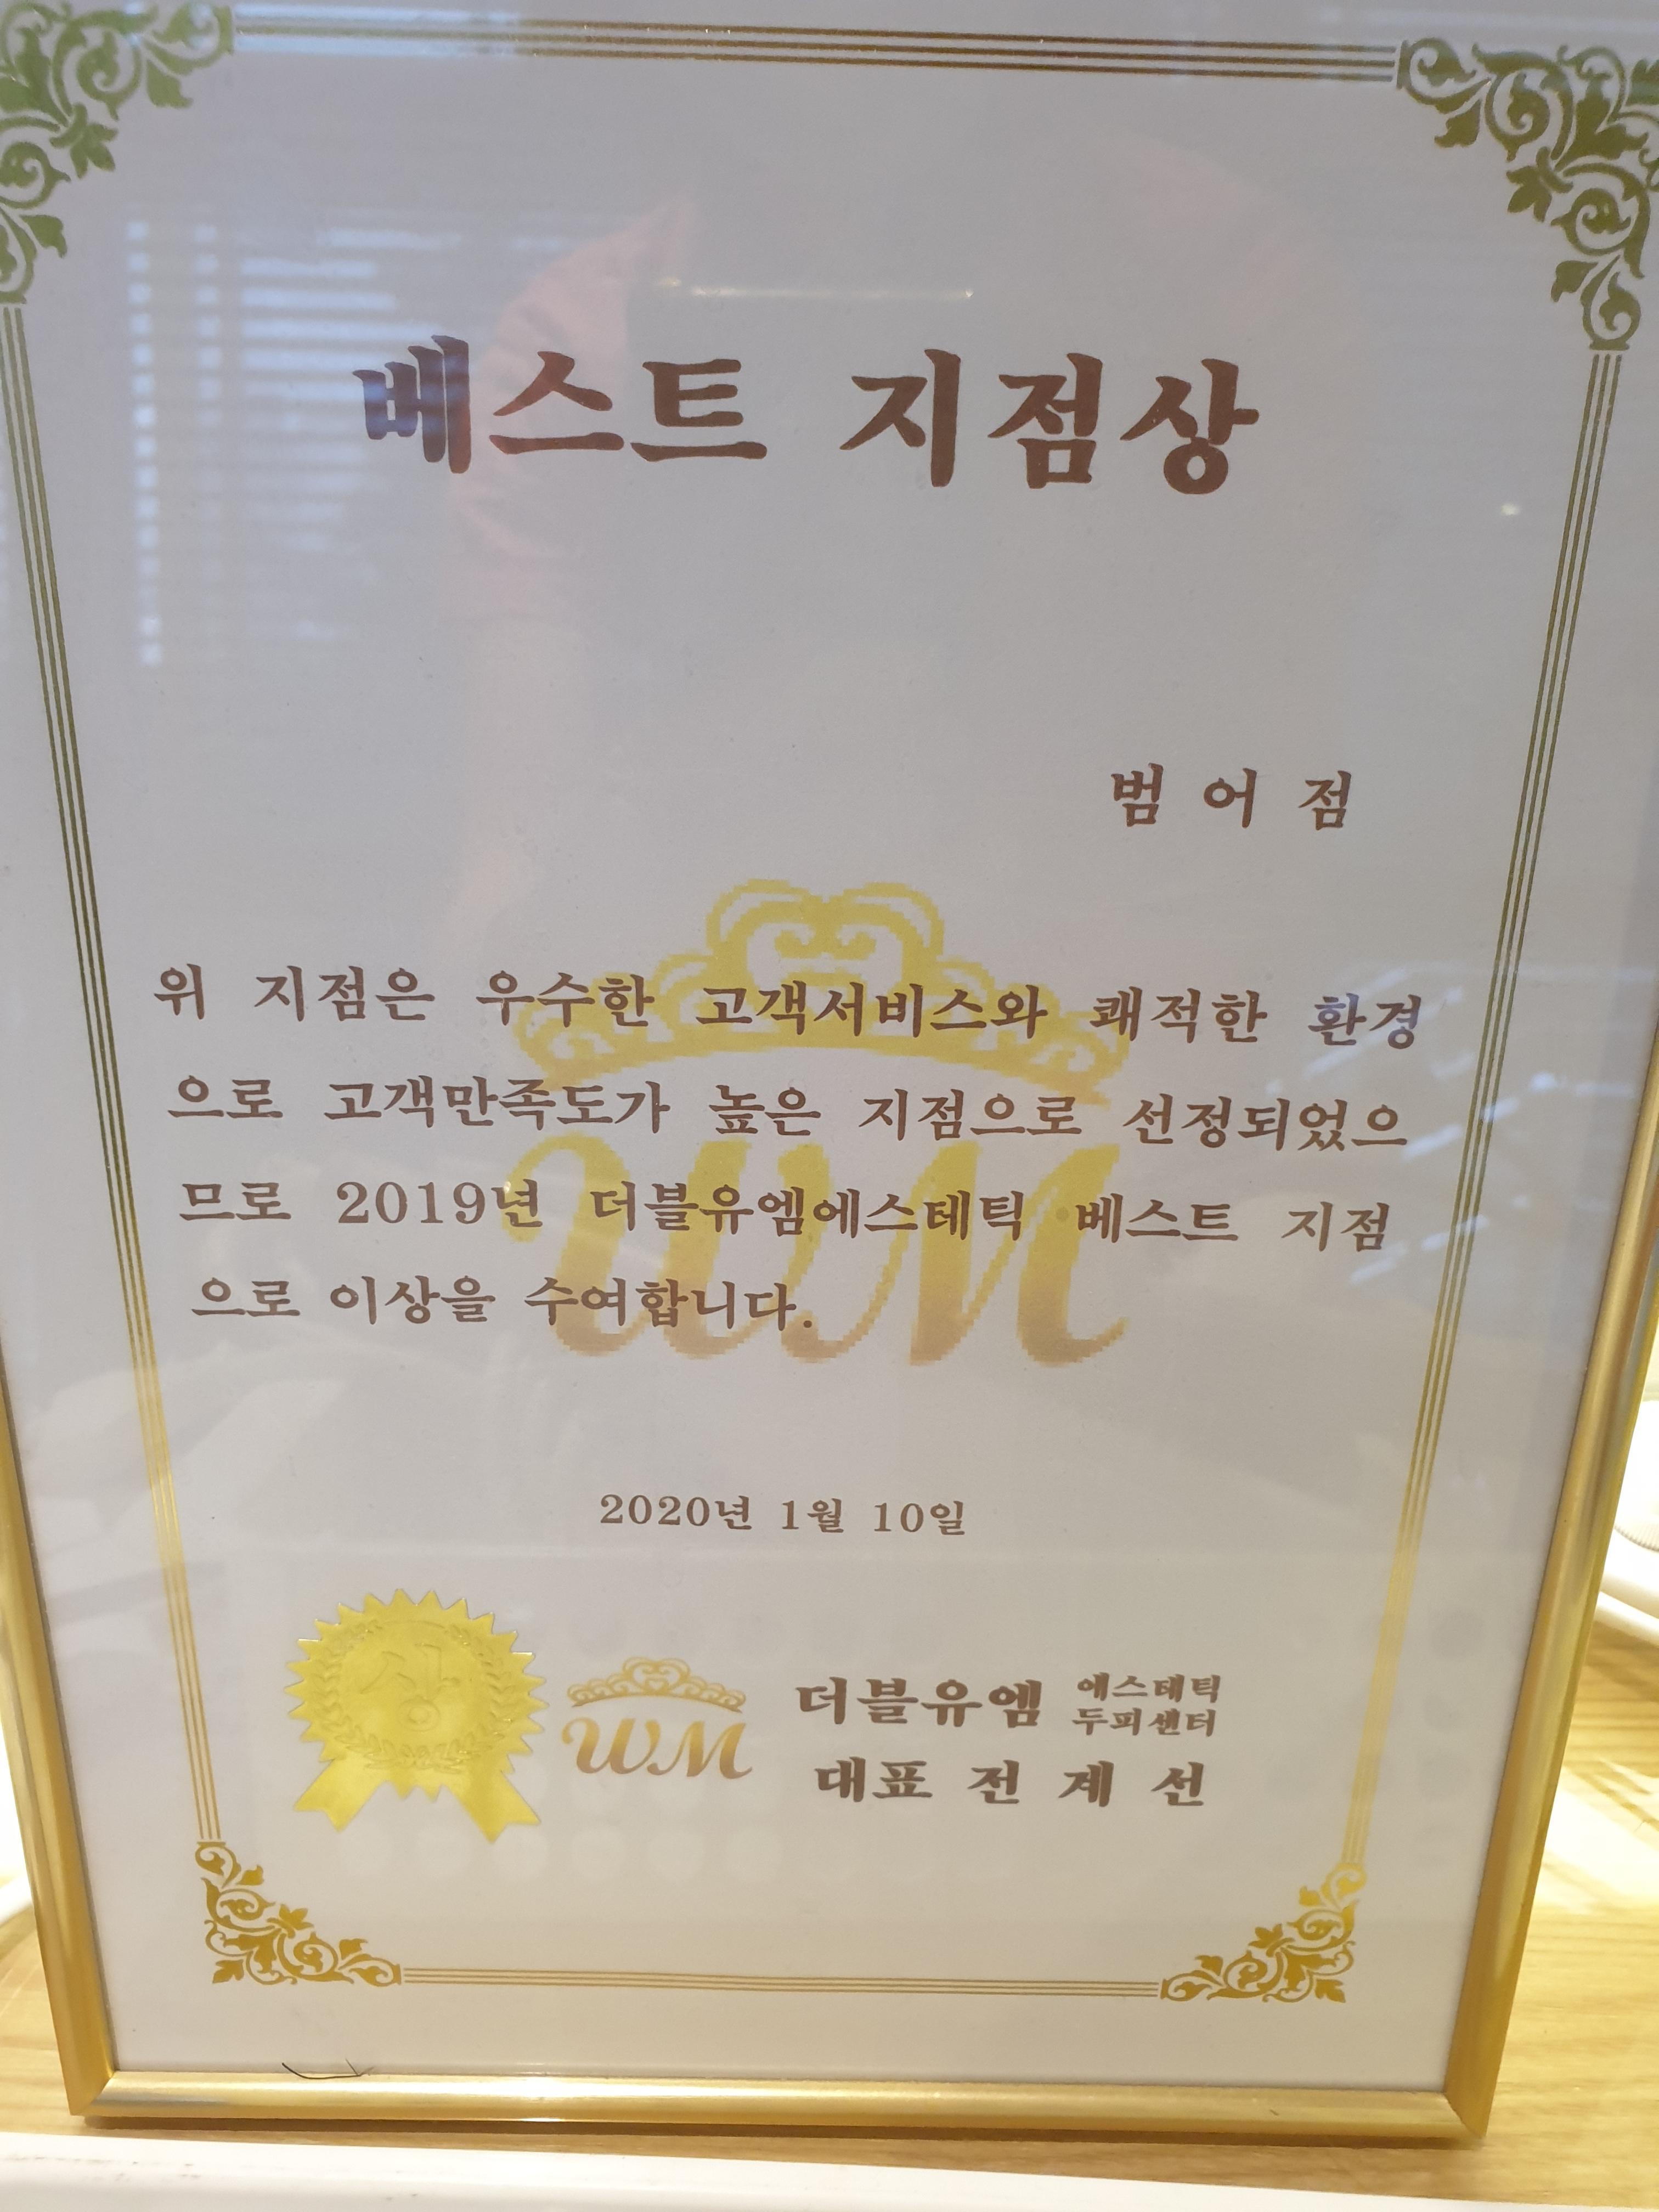 베스트 지점상
범 어 점
위 지점은 우수한 고객서비스와 쾌적한 환경
으로 고객만족도가 높은 지점으로 선정되었으
므로 2019년 더블유엠에스테틱 베스트 지점
으로 이상을 수여합니다.
WM
2020년 1월 10일
상
WM
더블유엠 에스테틱
두피센터
대표 전 계 선